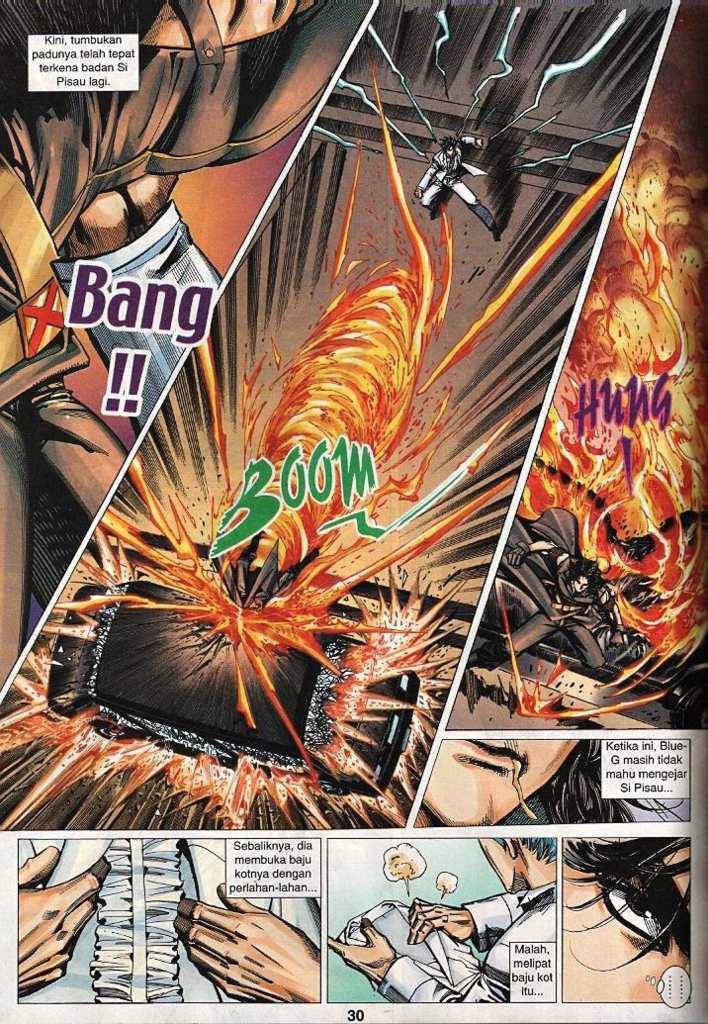 Kini, tumbukan
padunya telah tepat
terkena badan Si
Pisau lagi.
Bang
!!
BOOM
HUNG
!
Ketika ini, Blue-
G masih tidak
mahu mengejar
Si Pisau...
Sebaliknya, dia
membuka baju
kotnya dengan
perlahan-lahan...
Malah,
melipat
baju kot
itu...
30